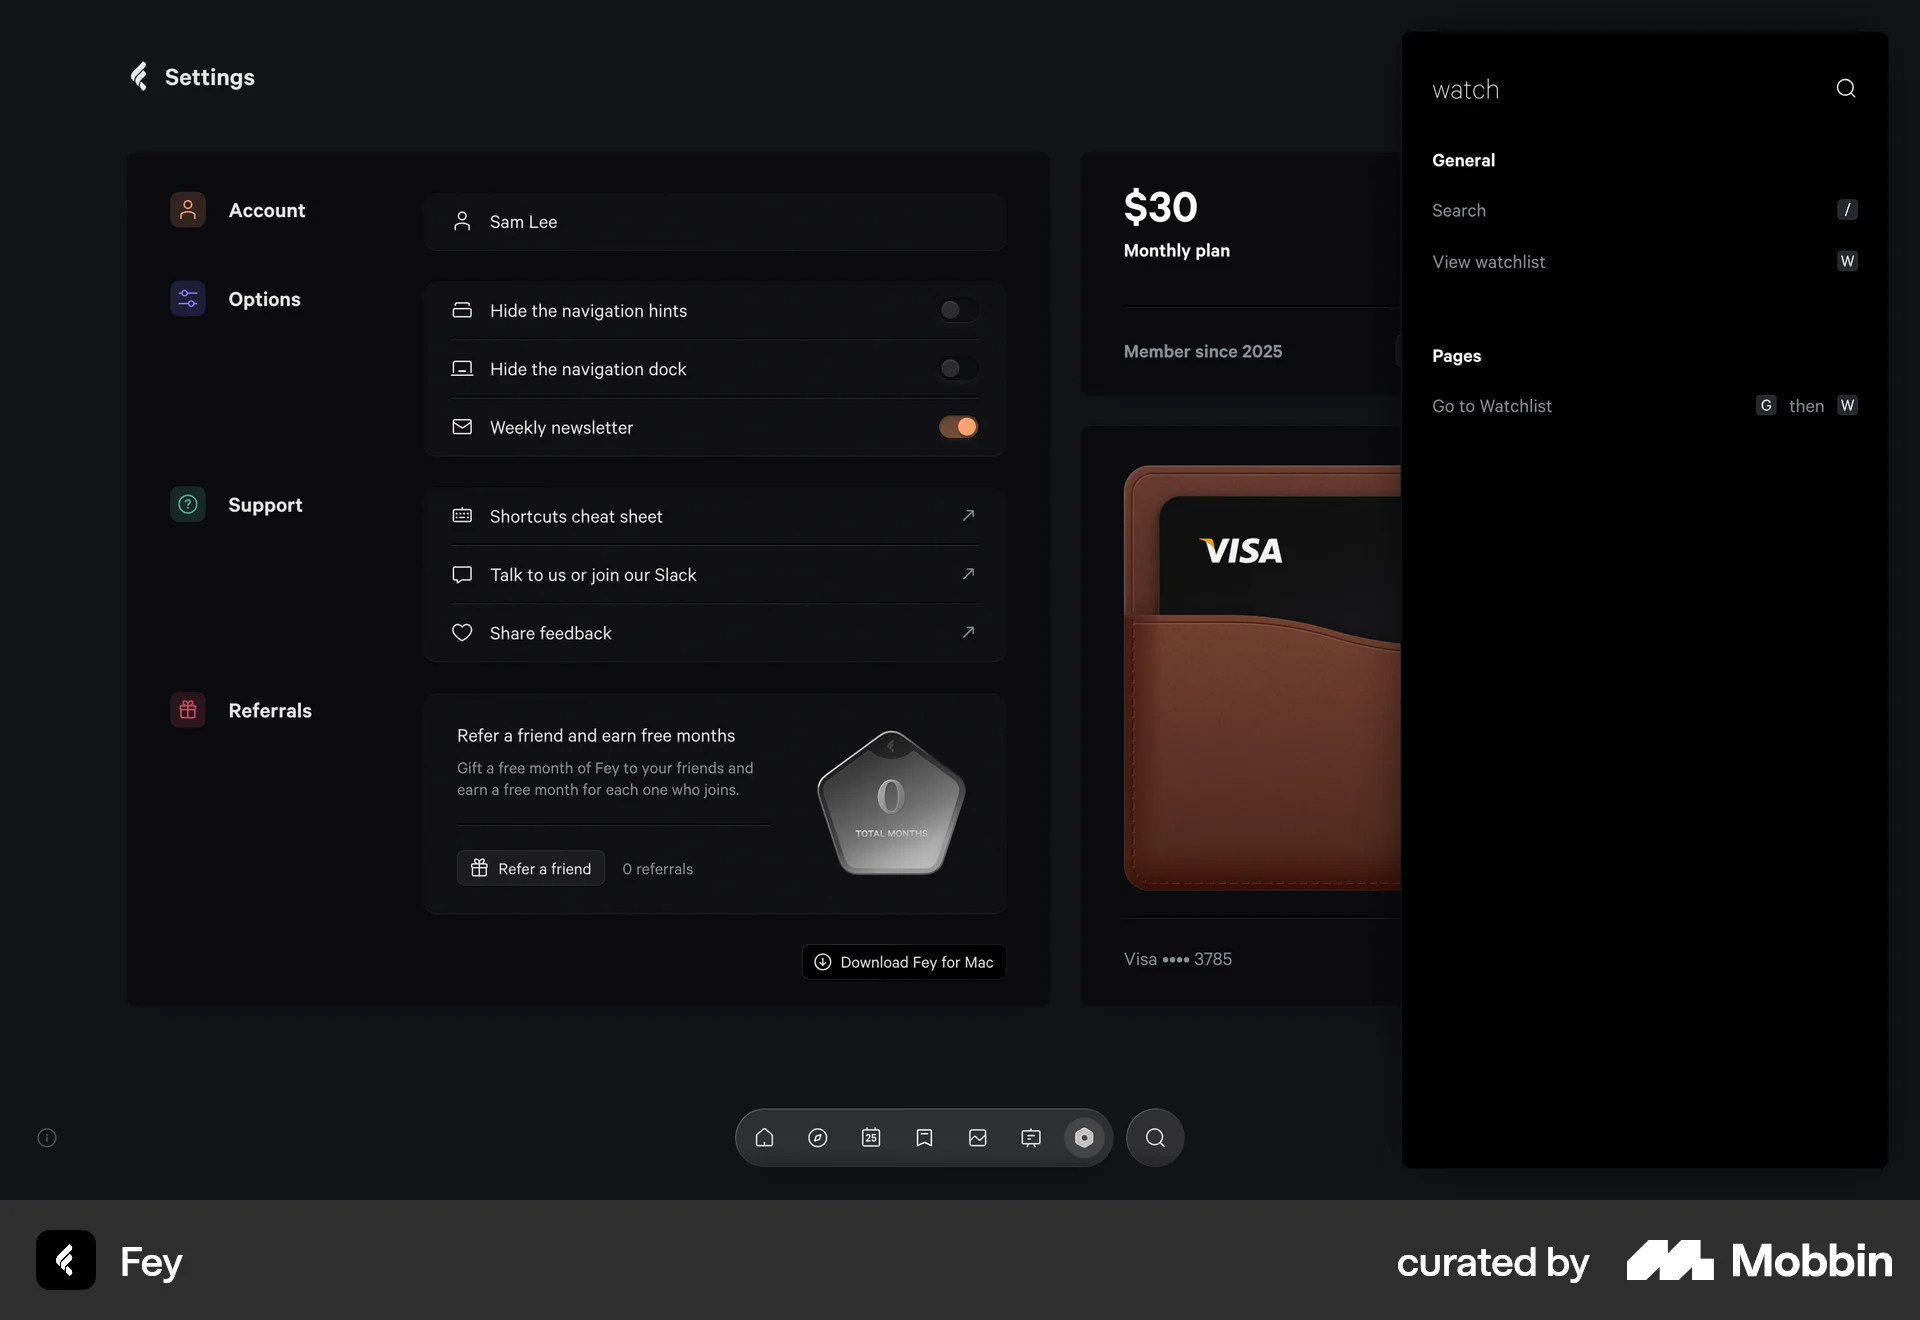 Settings
Account
Sam Lee
Options
Hide the navigation hints
Hide the navigation dock
Weekly newsletter
Support
Shortcuts cheat sheet
Talk to us or join our Slack
Share feedback
Referrals
Refer a friend and earn free months
Gift a free month of Fey to your friends and
earn a free month for each one who joins.
Refer a friend
0 referrals
0
TOTAL MONTHS
Download Fey for Mac
$30
Monthly plan
Member since 2025
VISA
Visa •••• 3785
watch
General
Search /
View watchlist W
Pages
Go to Watchlist G then W
25
Fey
curated by Mobbin